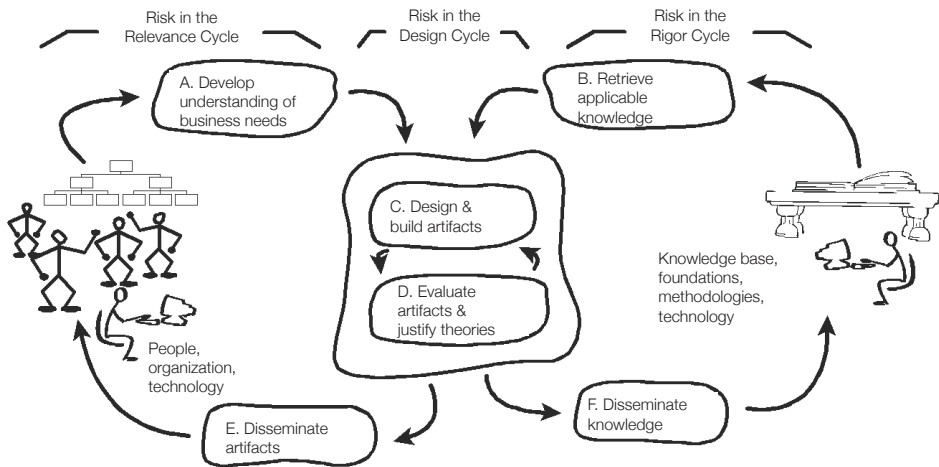 Risk in the
Relevance Cycle
Risk in the
Design Cycle
Risk in the
Rigor Cycle
A. Develop
understanding of
business needs
B. Retrieve
applicable
knowledge
C. Design &
build artifacts
D. Evaluate
artifacts &
justify theories
Knowledge base,
foundations,
methodologies,
technology
People,
organization,
technology
E. Disseminate
artifacts
F. Disseminate
knowledge